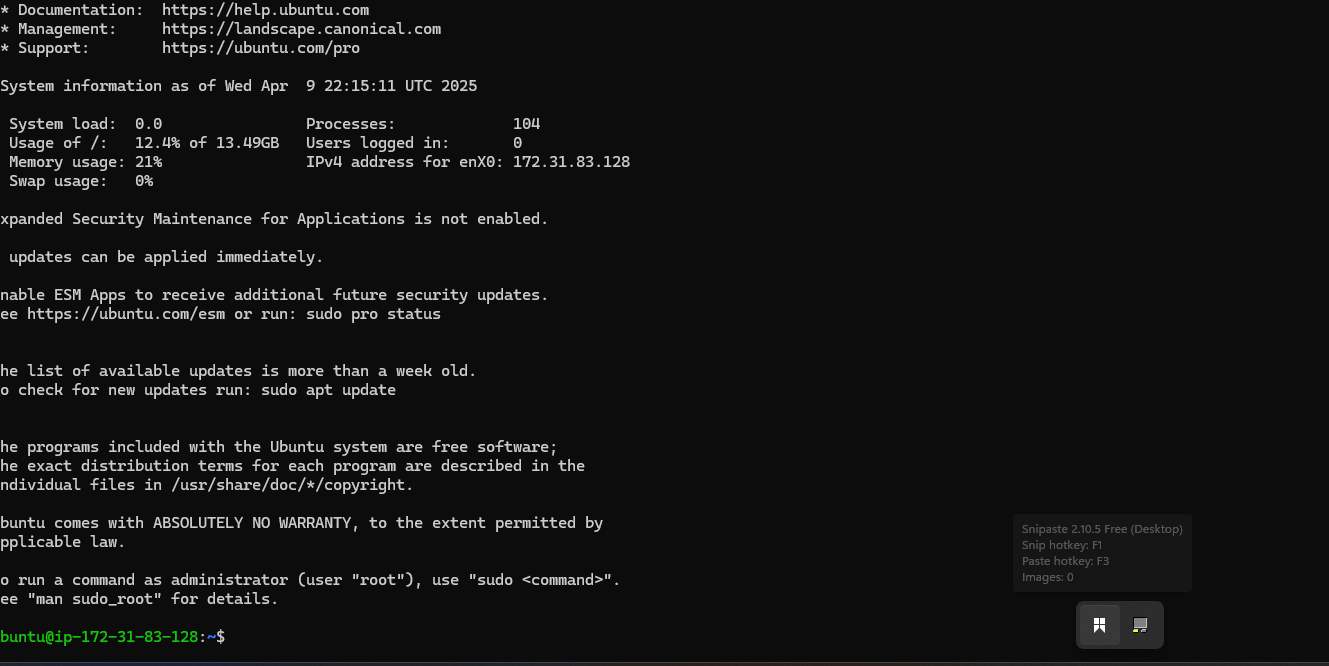 * Documentation:  https://help.ubuntu.com
* Management:     https://landscape.canonical.com
* Support:        https://ubuntu.com/pro
System information as of Wed Apr  9 22:15:11 UTC 2025
System load:  0.0                Processes:             104
Usage of /:   12.4% of 13.49GB   Users logged in:       0
Memory usage: 21%                IPv4 address for enX0: 172.31.83.128
Swap usage:   0%
xpanded Security Maintenance for Applications is not enabled.
updates can be applied immediately.
nable ESM Apps to receive additional future security updates.
ee https://ubuntu.com/esm or run: sudo pro status
he list of available updates is more than a week old.
o check for new updates run: sudo apt update
he programs included with the Ubuntu system are free software;
he exact distribution terms for each program are described in the
ndividual files in /usr/share/doc/*/copyright.
buntu comes with ABSOLUTELY NO WARRANTY, to the extent permitted by
pplicable law.
o run a command as administrator (user "root"), use "sudo <command>".
ee "man sudo_root" for details.
buntu@ip-172-31-83-128:~$
Snipaste 2.10.5 Free (Desktop)
Snip hotkey: F1
Paste hotkey: F3
Images: 0